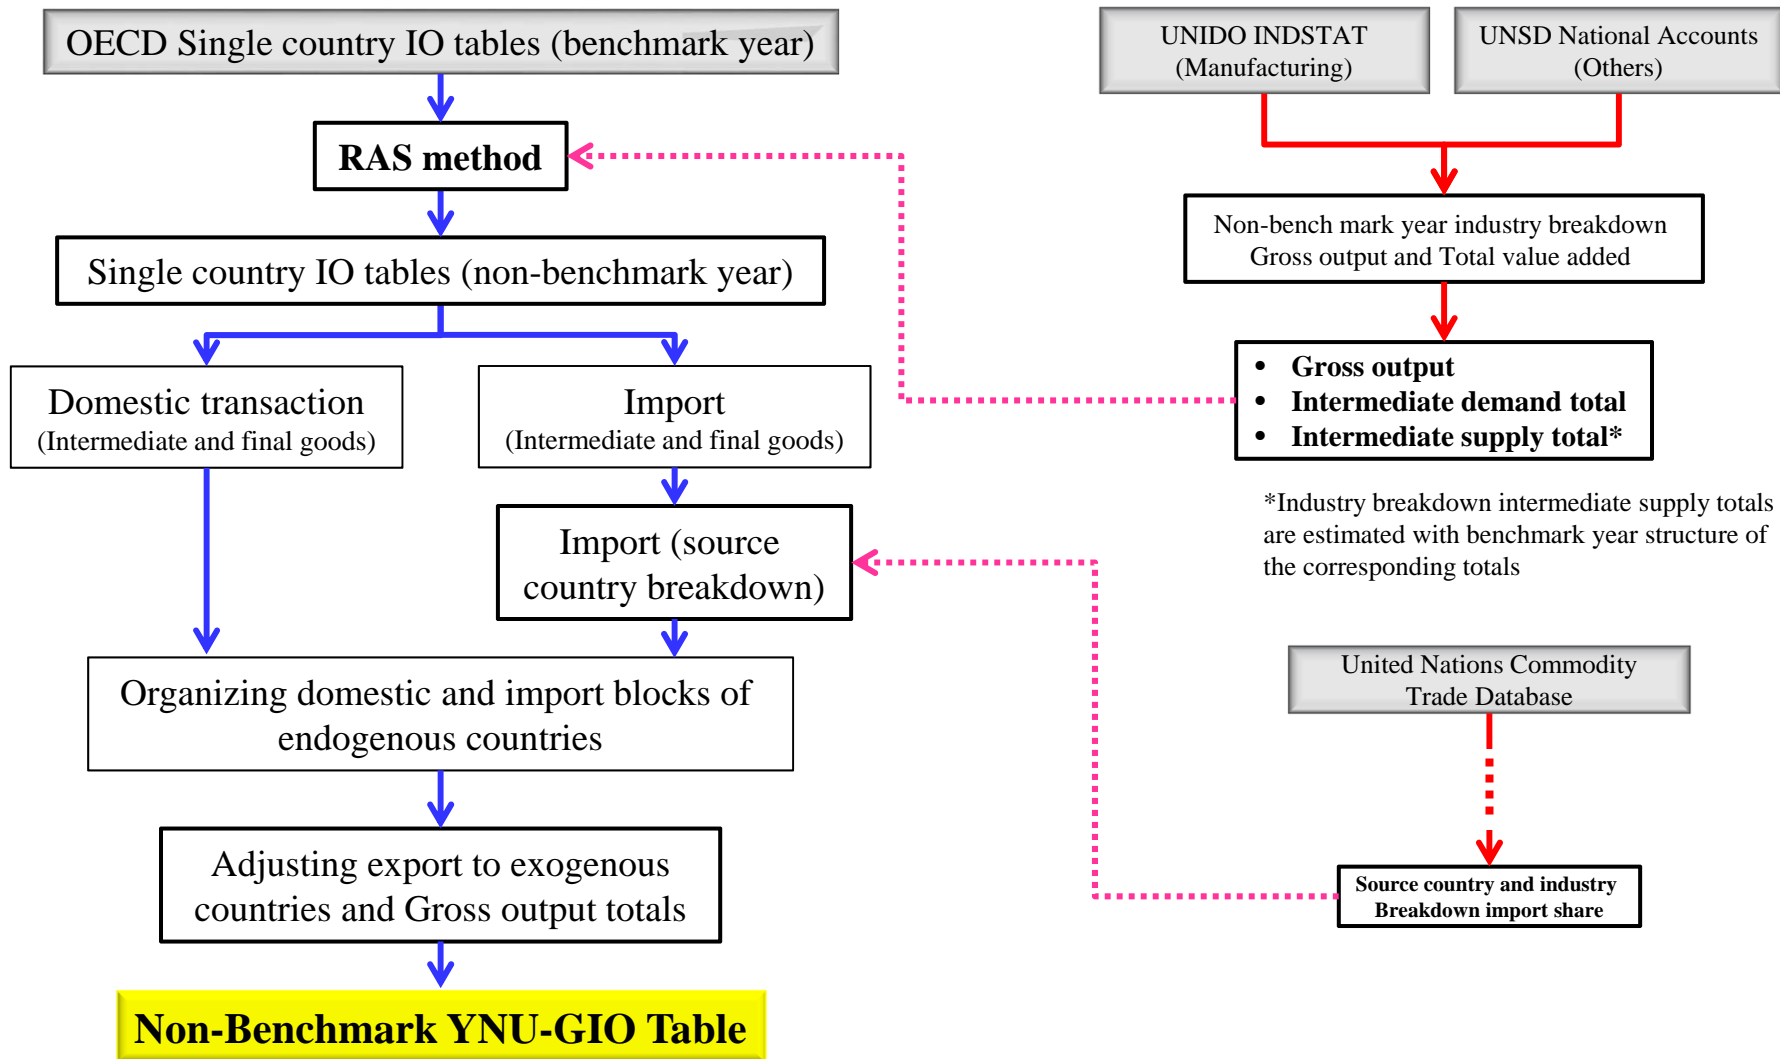 OECD Single country IO tables (benchmark year)
RAS method
Single country IO tables (non-benchmark year)
Domestic transaction
(Intermediate and final goods)
Import
(Intermediate and final goods)
Import (source
country breakdown)
Organizing domestic and import blocks of
endogenous countries
Adjusting export to exogenous
countries and Gross output totals
Non-Benchmark YNU-GIO Table
UNIDO INDSTAT
(Manufacturing)
UNSD National Accounts
(Others)
Non-bench mark year industry breakdown
Gross output and Total value added
• Gross output
• Intermediate demand total
• Intermediate supply total*
*Industry breakdown intermediate supply totals
are estimated with benchmark year structure of
the corresponding totals
United Nations Commodity
Trade Database
Source country and industry
Breakdown import share